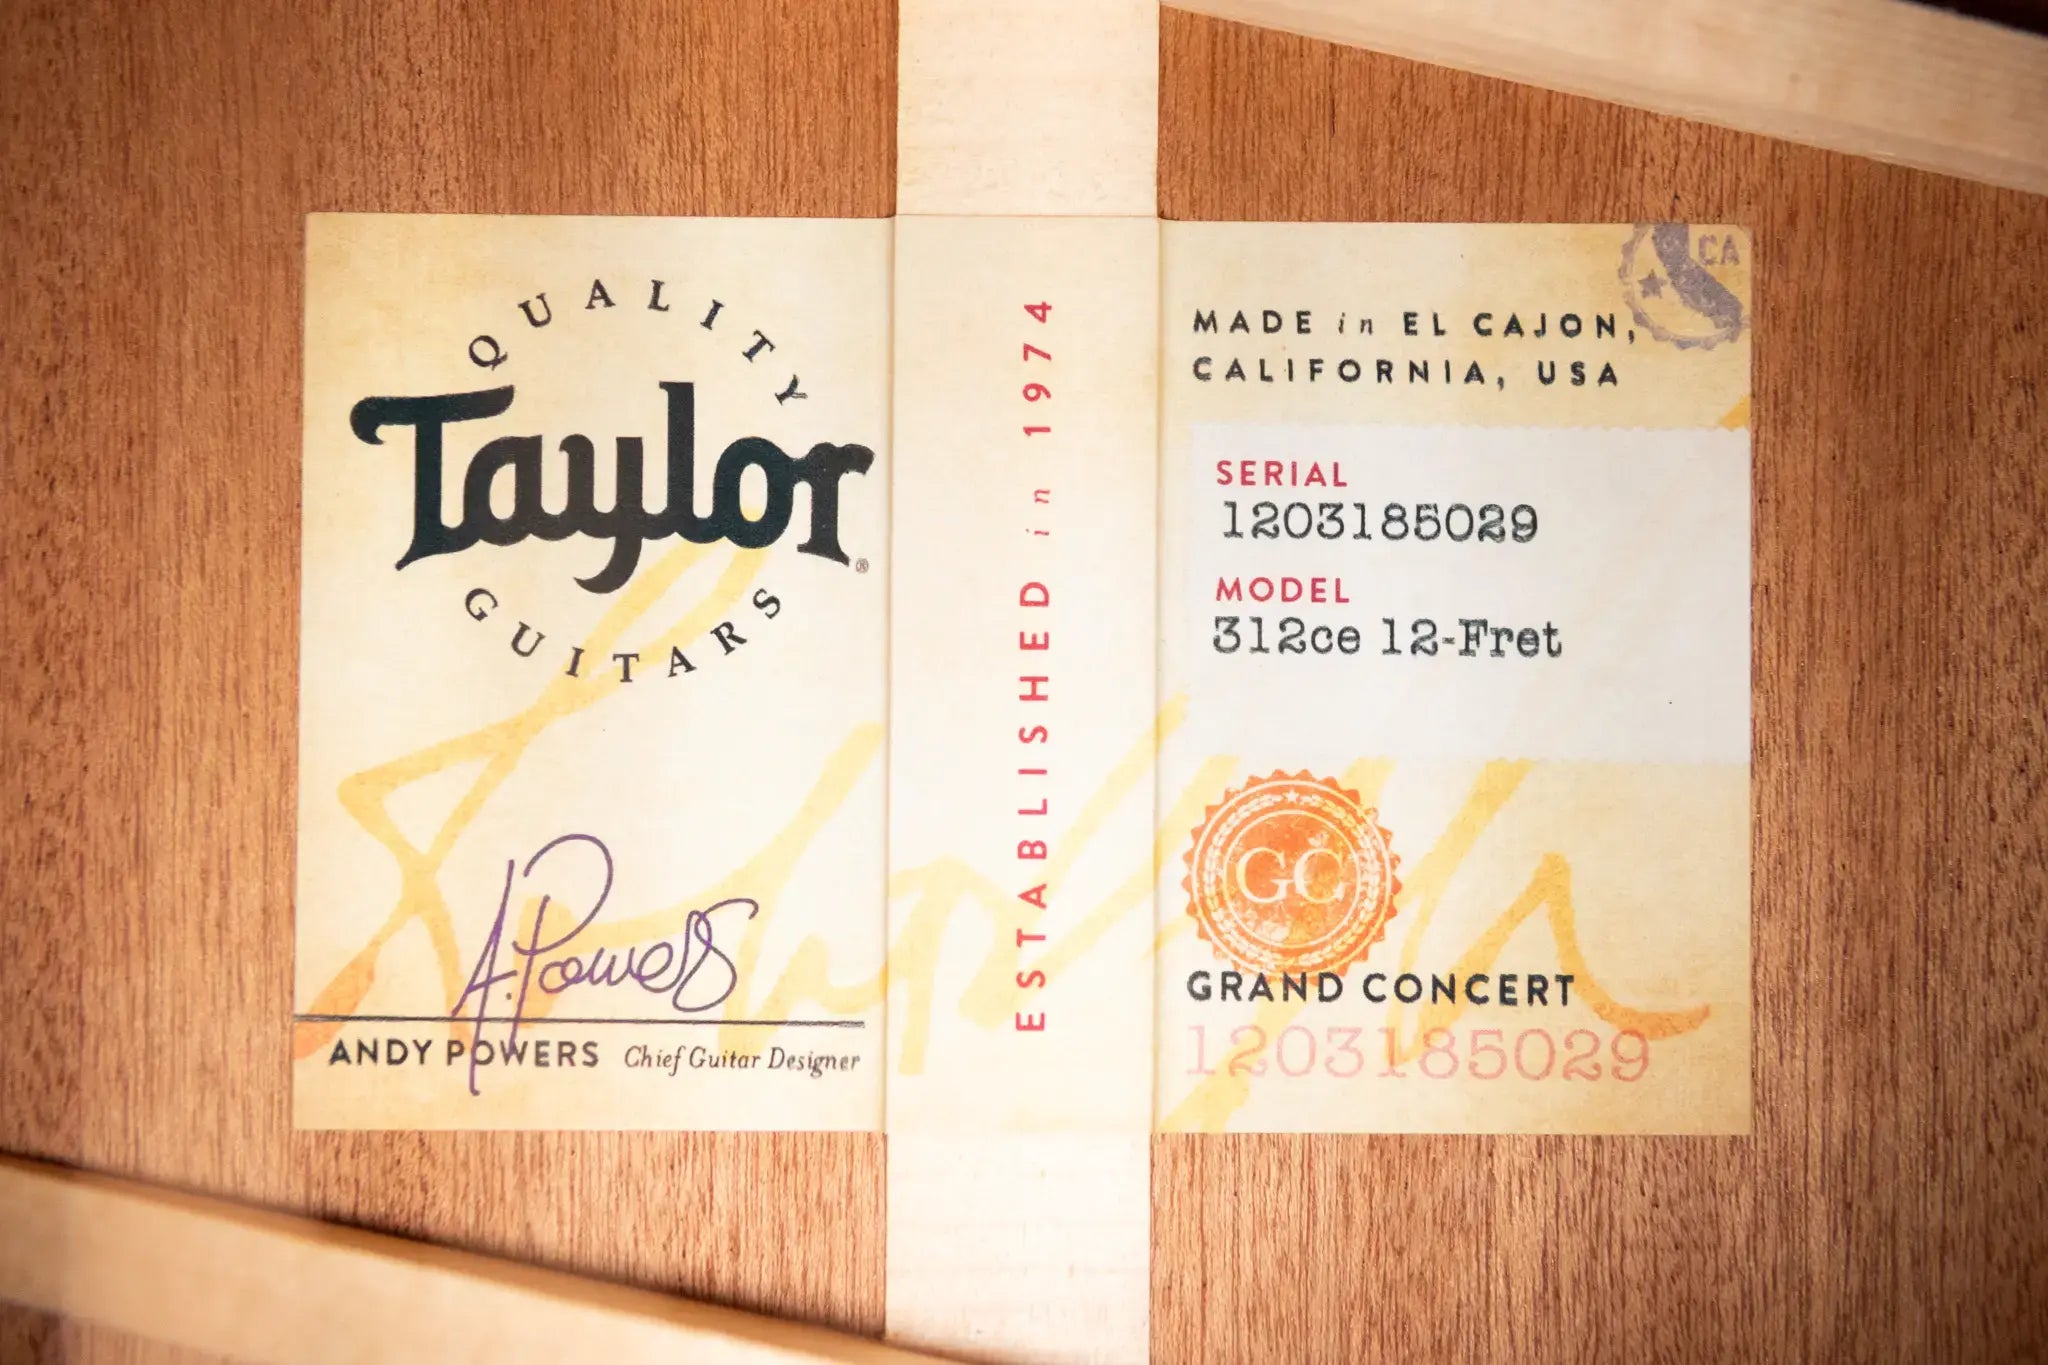 QUALITY
Taylor®
GUITARS
A. Powers
ANDY POWERS Chief Guitar Designer
ESTABLISHED in 1974
CA
MADE in EL CAJON,
CALIFORNIA, USA
SERIAL
1203185029
MODEL
312ce 12-Fret
GC
GRAND CONCERT
1203185029